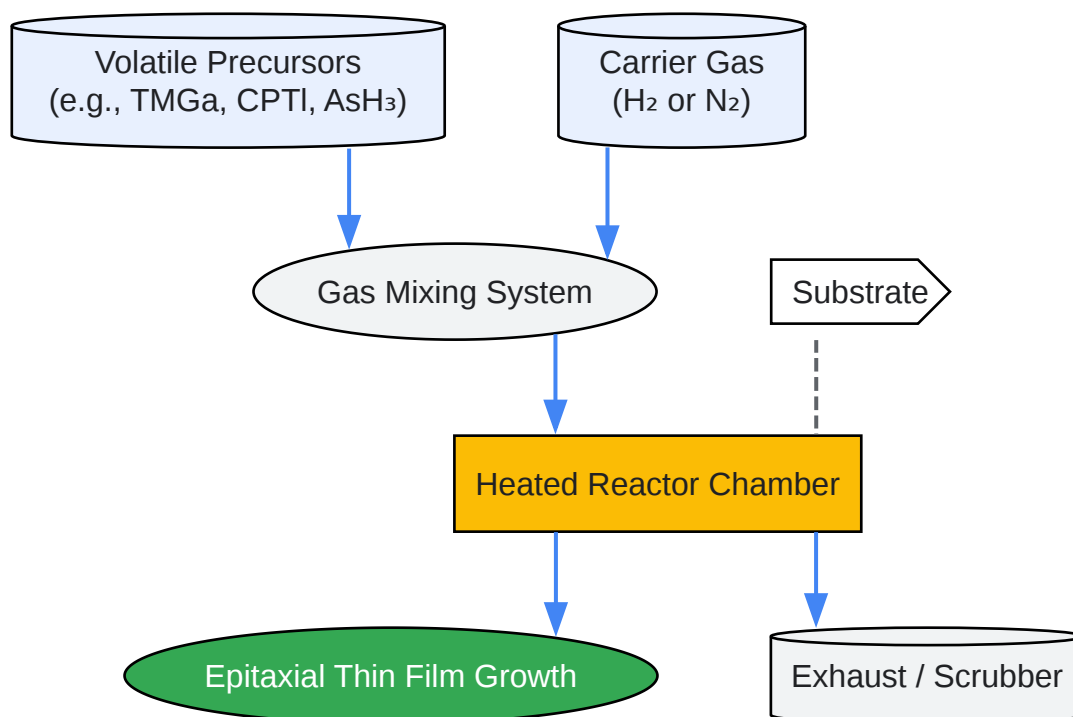 Volatile Precursors
(e.g., TMGa, CPTl, AsH₃)
Carrier Gas
(H₂ or N₂)
Gas Mixing System
Substrate
Heated Reactor Chamber
Epitaxial Thin Film Growth
Exhaust / Scrubber